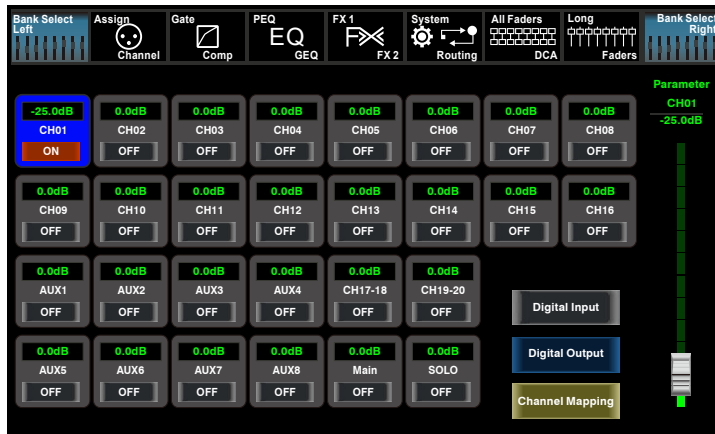 Bank Select
Left
Assign
Channel
Gate
Comp
PEQ
EQ
GEQ
FX 1
FX
FX 2
System
Routing
All Faders
DCA
Long
Faders
Bank Select
Right
Parameter
CH01
-25.0dB
-25.0dB 0.0dB 0.0dB 0.0dB 0.0dB 0.0dB 0.0dB 0.0dB
CH01 CH02 CH03 CH04 CH05 CH06 CH07 CH08
ON OFF OFF OFF OFF OFF OFF OFF
0.0dB 0.0dB 0.0dB 0.0dB 0.0dB 0.0dB 0.0dB 0.0dB
CH09 CH10 CH11 CH12 CH13 CH14 CH15 CH16
OFF OFF OFF OFF OFF OFF OFF OFF
0.0dB 0.0dB 0.0dB 0.0dB 0.0dB 0.0dB
AUX1 AUX2 AUX3 AUX4 CH17-18 CH19-20
OFF OFF OFF OFF OFF OFF
0.0dB 0.0dB 0.0dB 0.0dB 0.0dB 0.0dB
AUX5 AUX6 AUX7 AUX8 Main SOLO
OFF OFF OFF OFF OFF OFF
Digital Input
Digital Output
Channel Mapping